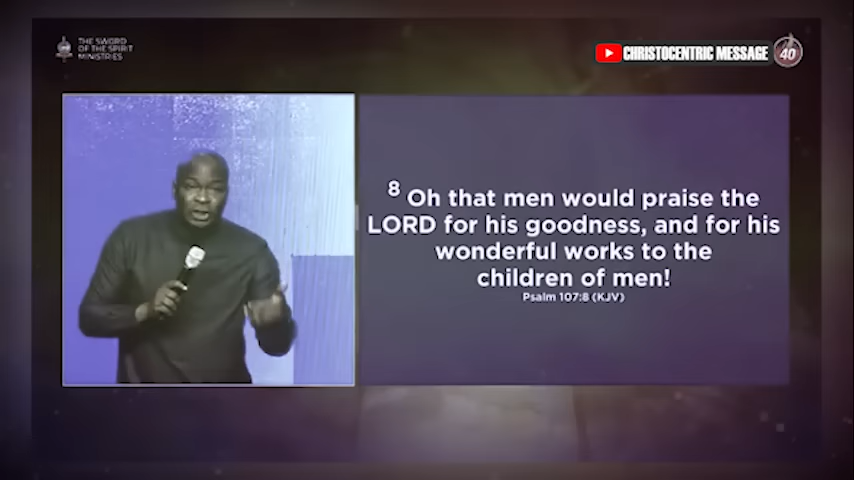 THE SWORD
OF THE SPIRIT
MINISTRIES
CHRISTOCENTRIC MESSAGE
40
8 Oh that men would praise the
LORD for his goodness, and for his
wonderful works to the
children of men!
Psalm 107:8 (KJV)